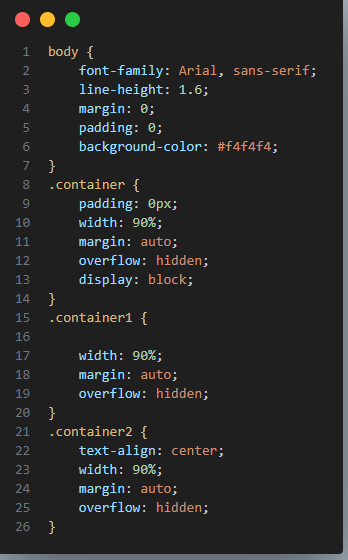 1 body {
2     font-family: Arial, sans-serif;
3     line-height: 1.6;
4     margin: 0;
5     padding: 0;
6     background-color: #f4f4f4;
7 }
8 .container {
9     padding: 0px;
10     width: 90%;
11     margin: auto;
12     overflow: hidden;
13     display: block;
14 }
15 .container1 {
16
17     width: 90%;
18     margin: auto;
19     overflow: hidden;
20 }
21 .container2 {
22     text-align: center;
23     width: 90%;
24     margin: auto;
25     overflow: hidden;
26 }